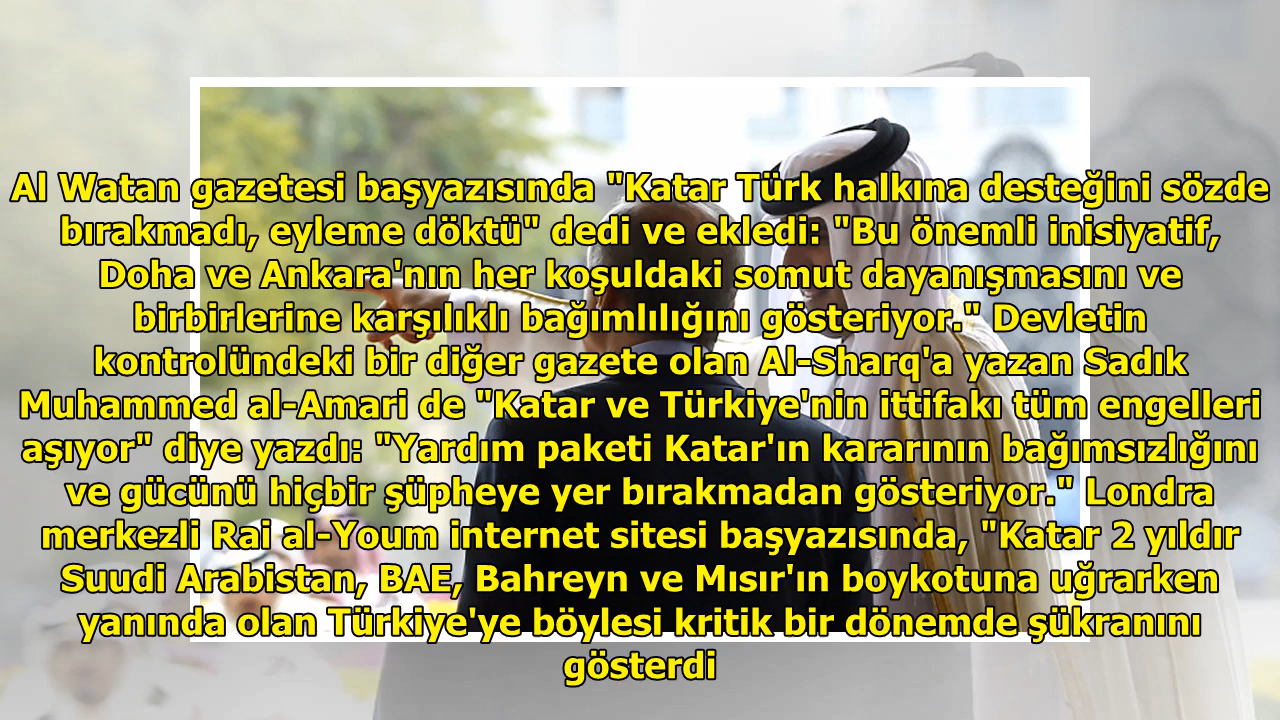 Al Watan gazetesi başyazısında "Katar Türk halkına desteğini sözde
bırakmadı, eyleme döktü" dedi ve ekledi: "Bu önemli inisiyatif,
Doha ve Ankara'nın her koşuldaki somut dayanışmasını ve
birbirlerine karşılıklı bağımlılığını gösteriyor." Devletin
kontrolündeki bir diğer gazete olan Al-Sharq'a yazan Sadık
Muhammed al-Amari de "Katar ve Türkiye'nin ittifakı tüm engelleri
aşıyor" diye yazdı: "Yardım paketi Katar'ın kararının bağımsızlığını
ve gücünü hiçbir şüpheye yer bırakmadan gösteriyor." Londra
merkezli Rai al-Youm internet sitesi başyazısında, "Katar 2 yıldır
Suudi Arabistan, BAE, Bahreyn ve Mısır'ın boykotuna uğrarken
yanında olan Türkiye'ye böylesi kritik bir dönemde şükranını
gösterdi